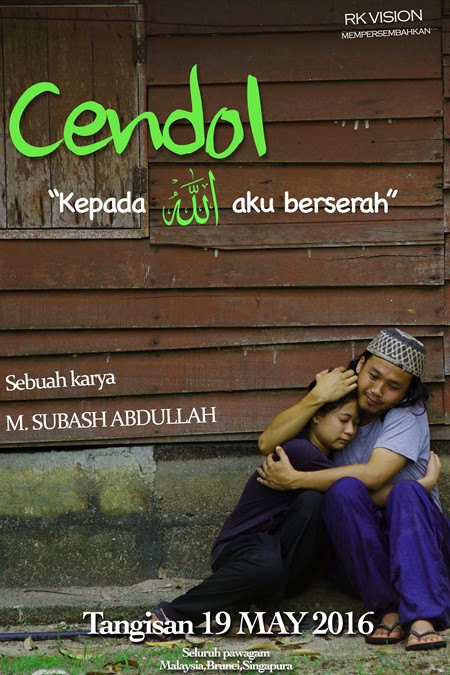 RK VISION
MEMPERSEMBAHKAN
Cendol
"Kepada الله aku berserah"
Sebuah karya
M. SUBASH ABDULLAH
Tangisan 19 MAY 2016
Seluruh pawagam
Malaysia,Brunei,Singapura